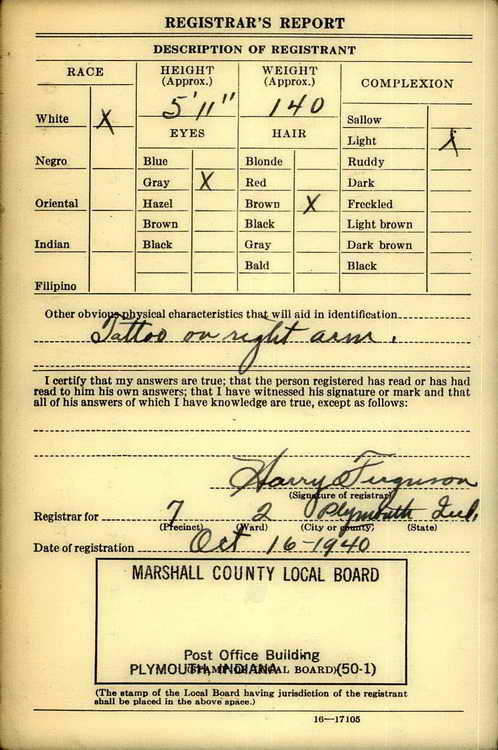 REGISTRAR'S REPORT
DESCRIPTION OF REGISTRANT
RACE
HEIGHT (Approx.)
WEIGHT (Approx.)
COMPLEXION
5' 11"
140
White X
EYES
HAIR
Sallow
Light X
Negro
Blue
Blonde
Ruddy
Gray X
Red
Dark
Oriental
Hazel
Brown X
Freckled
Brown
Black
Light brown
Indian
Black
Gray
Dark brown
Bald
Black
Filipino
Other obvious physical characteristics that will aid in identification
Tattoo on right arm.
I certify that my answers are true; that the person registered has read or has had
read to him his own answers; that I have witnessed his signature or mark and that
all of his answers of which I have knowledge are true, except as follows:
Harry Ferguson
(Signature of registrar)
Registrar for 7 2 Plymouth Ind.
(Precinct) (Ward) (City or county) (State)
Date of registration Oct 16-1940
MARSHALL COUNTY LOCAL BOARD
Post Office Building
PLYMOUTH, INDIANA (50-1)
(STAMP OF LOCAL BOARD)
(The stamp of the Local Board having jurisdiction of the registrant
shall be placed in the above space.)
16—17105